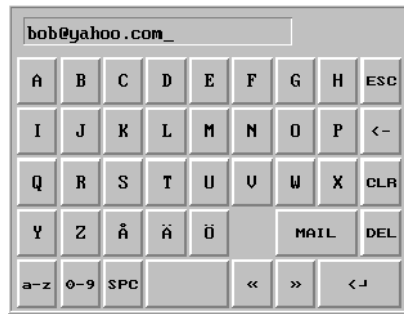 bob@yahoo.com_
A B C D E F G H ESC
I J K L M N O P <-
Q R S T U V W X CLR
Y Z Å Ä Ö MAIL DEL
a-z 0-9 SPC « » ↵